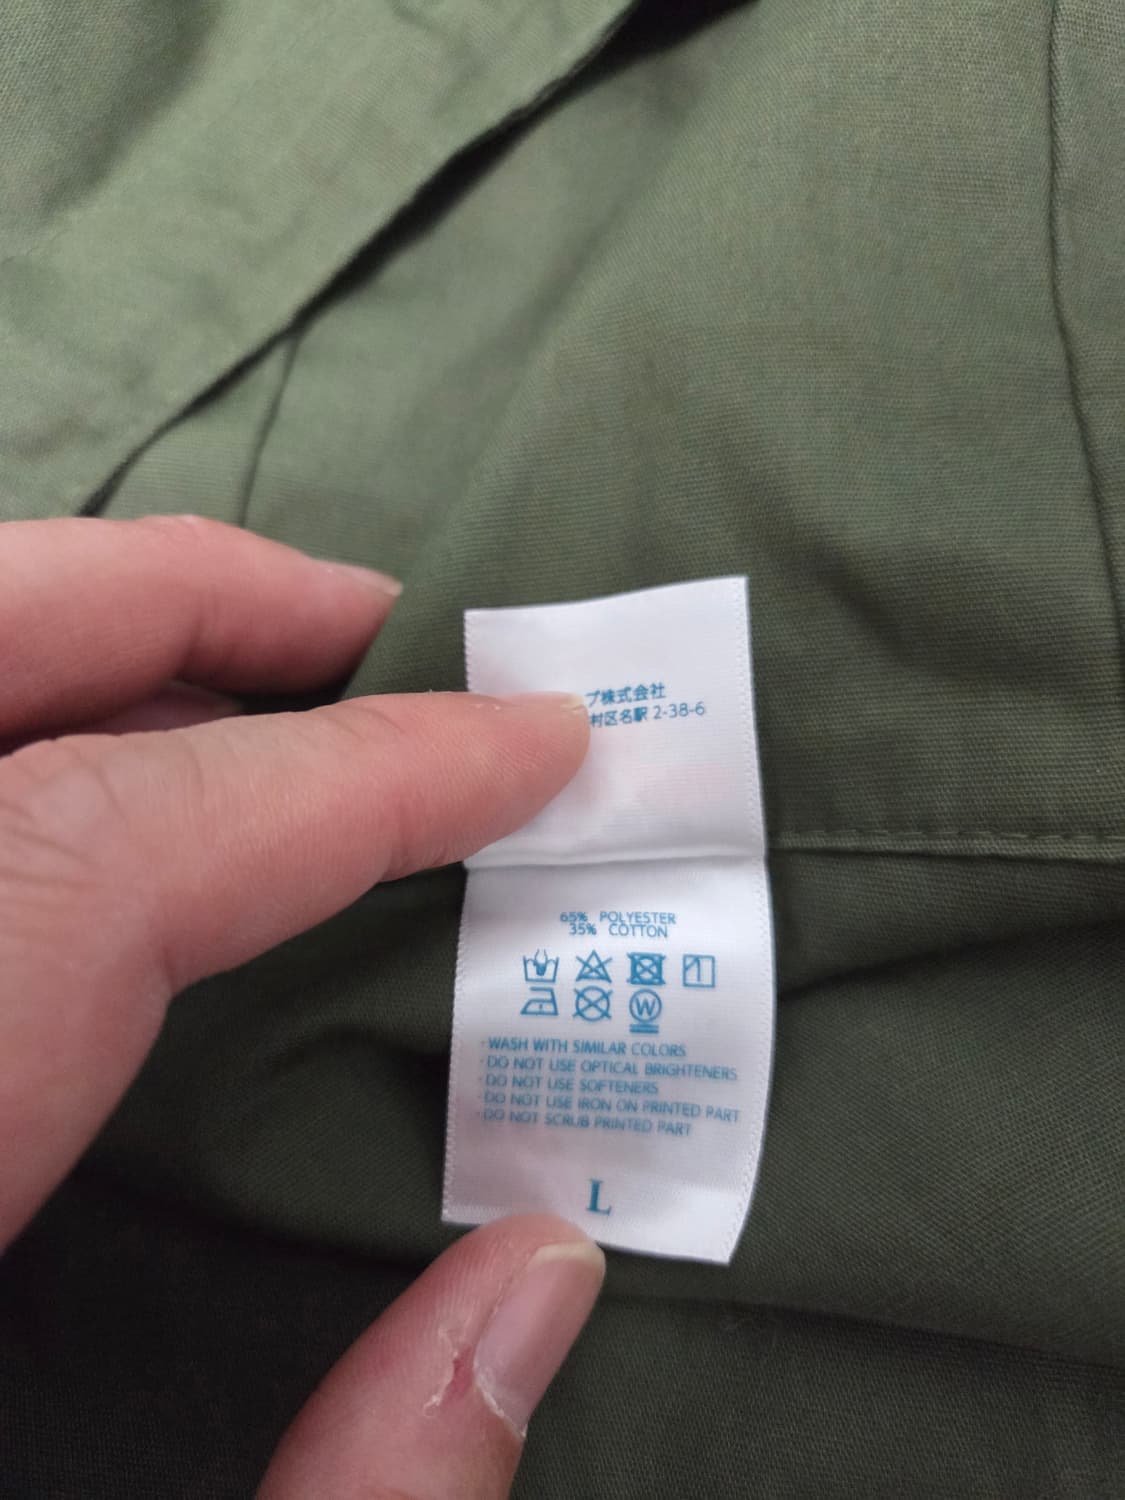 プ株式会社
村区名駅 2-38-6
65% POLYESTER
35% COTTON
W
· WASH WITH SIMILAR COLORS
· DO NOT USE OPTICAL BRIGHTENERS
· DO NOT USE SOFTENERS
· DO NOT USE IRON ON PRINTED PART
· DO NOT SCRUB PRINTED PART
L